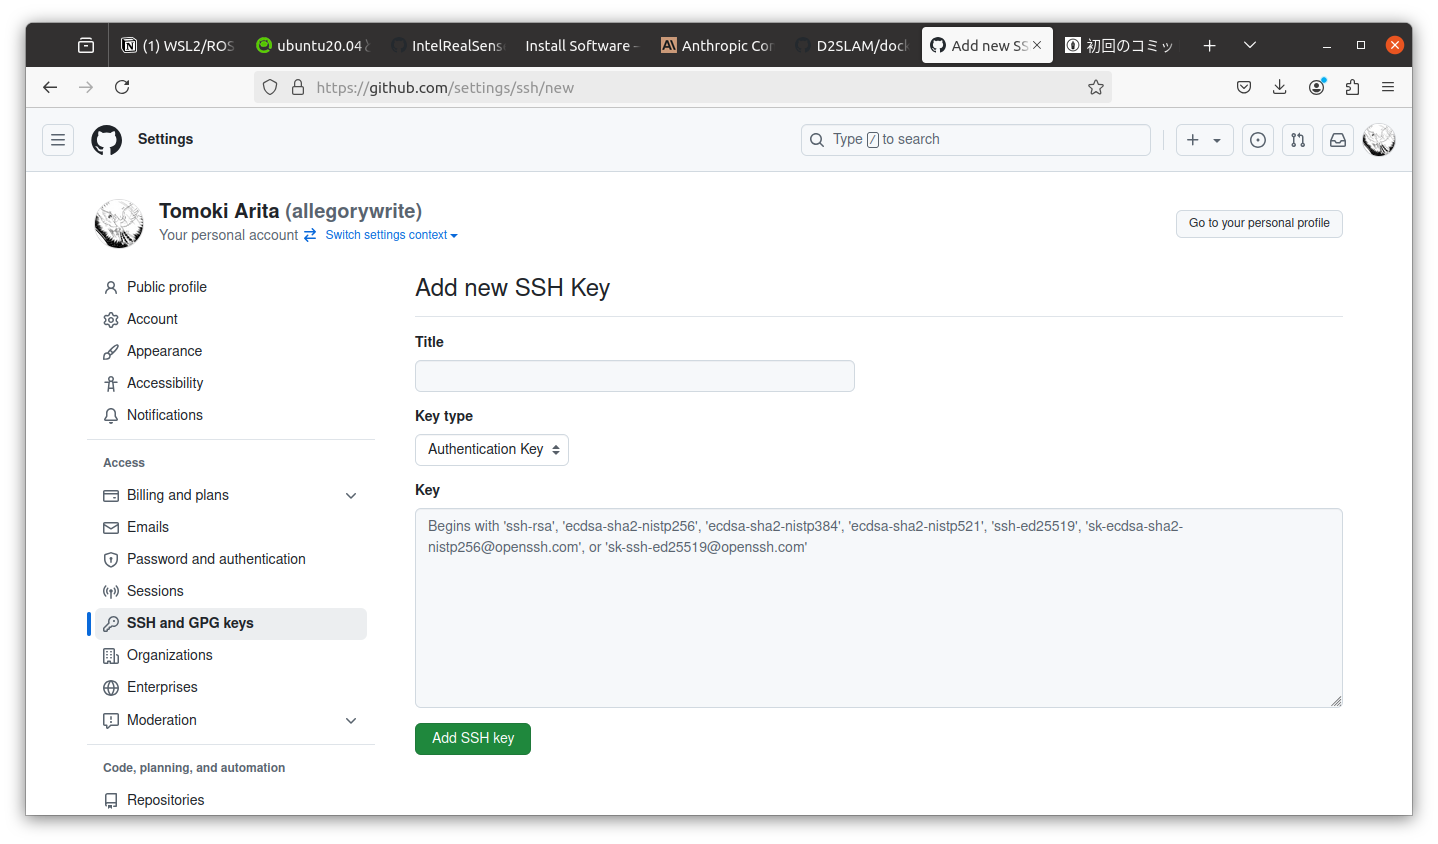 (1) WSL2/ROS
ubuntu20.04
IntelRealSense
Install Software –
Anthropic Con
D2SLAM/dock
Add new SS
初回のコミッ
https://github.com/settings/ssh/new
Settings
Type / to search
Tomoki Arita (allegorywrite)
Your personal account
Switch settings context
Go to your personal profile
Public profile
Account
Appearance
Accessibility
Notifications
Access
Billing and plans
Emails
Password and authentication
Sessions
SSH and GPG keys
Organizations
Enterprises
Moderation
Code, planning, and automation
Repositories
Add new SSH Key
Title
Key type
Authentication Key
Key
Begins with 'ssh-rsa', 'ecdsa-sha2-nistp256', 'ecdsa-sha2-nistp384', 'ecdsa-sha2-nistp521', 'ssh-ed25519', 'sk-ecdsa-sha2-
nistp256@openssh.com', or 'sk-ssh-ed25519@openssh.com'
Add SSH key